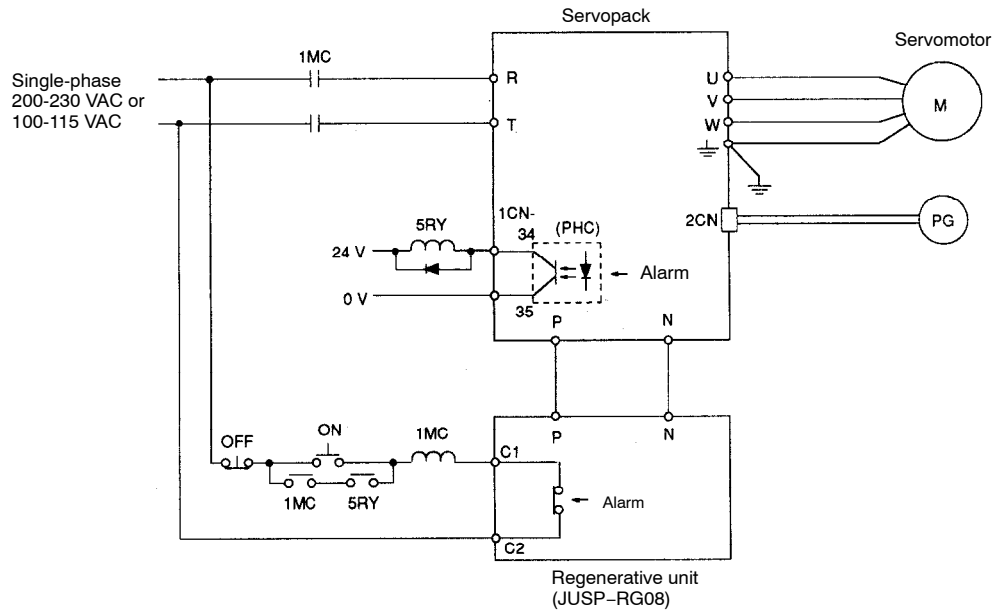 Servopack
Servomotor
1MC
Single-phase
200-230 VAC or
100-115 VAC
R
T
U
V
W
M
2CN
PG
5RY
1CN-
34
(PHC)
24 V
Alarm
0 V
35
P
N
P
N
OFF
ON
1MC
C1
1MC
5RY
Alarm
C2
Regenerative unit
(JUSP−RG08)